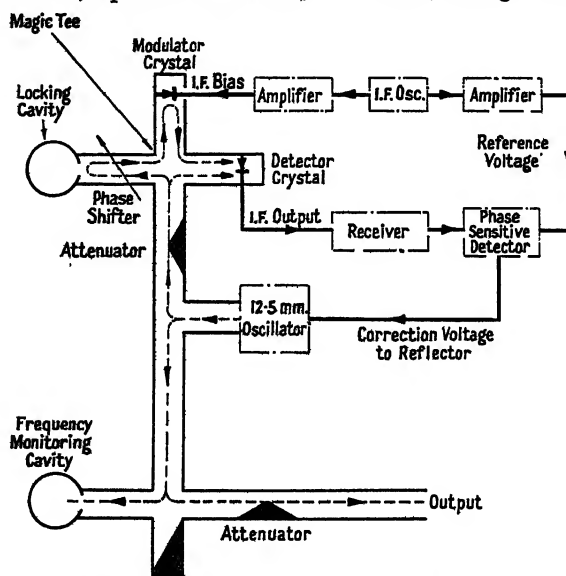 Magic Tee
Modulator
Crystal
I.F. Bias
Amplifier
I.F. Osc.
Amplifier
Locking
Cavity
Reference
Voltage
Detector
Crystal
Phase
Shifter
I.F. Output
Receiver
Phase
Sensitive
Detector
Attenuator
12·5 mm.
Oscillator
Correction Voltage
to Reflector
Frequency
Monitoring
Cavity
Output
Attenuator